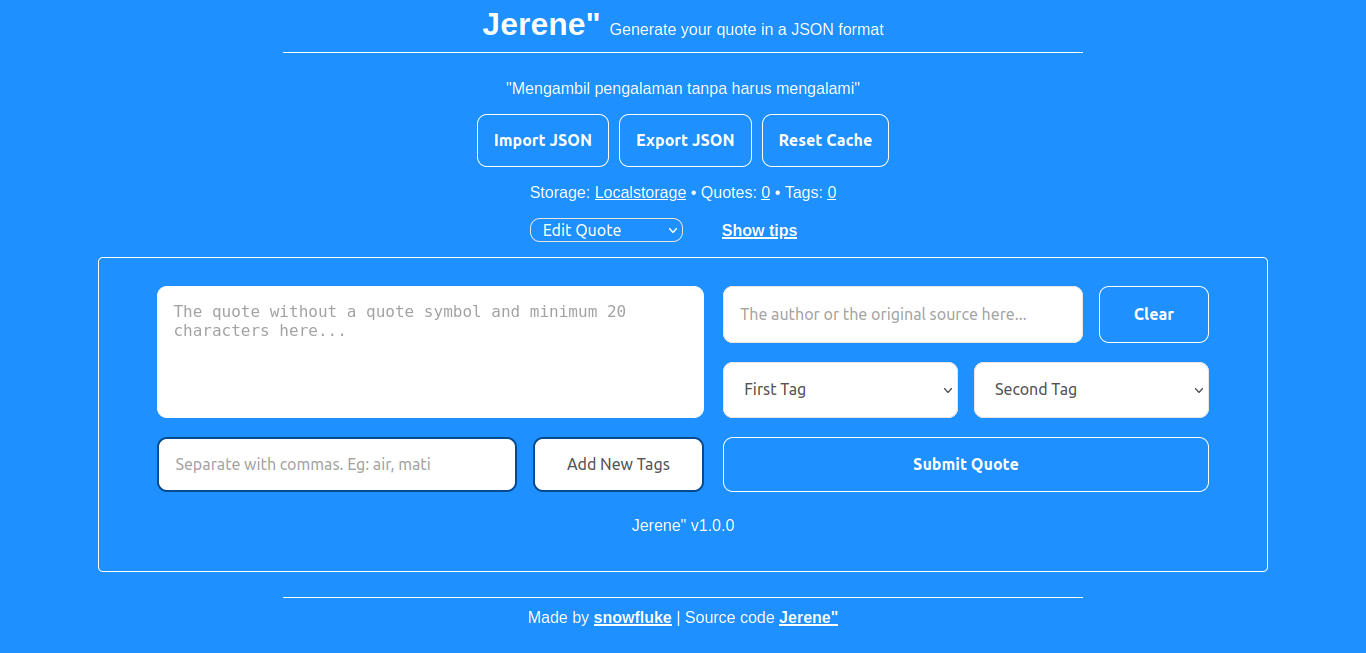 Jerene" Generate your quote in a JSON format
"Mengambil pengalaman tanpa harus mengalami"
Import JSON Export JSON Reset Cache
Storage: Localstorage • Quotes: 0 • Tags: 0
Edit Quote Show tips
The quote without a quote symbol and minimum 20
characters here...
The author or the original source here...
Clear
First Tag Second Tag
Separate with commas. Eg: air, mati
Add New Tags
Submit Quote
Jerene" v1.0.0
Made by snowfluke | Source code Jerene"